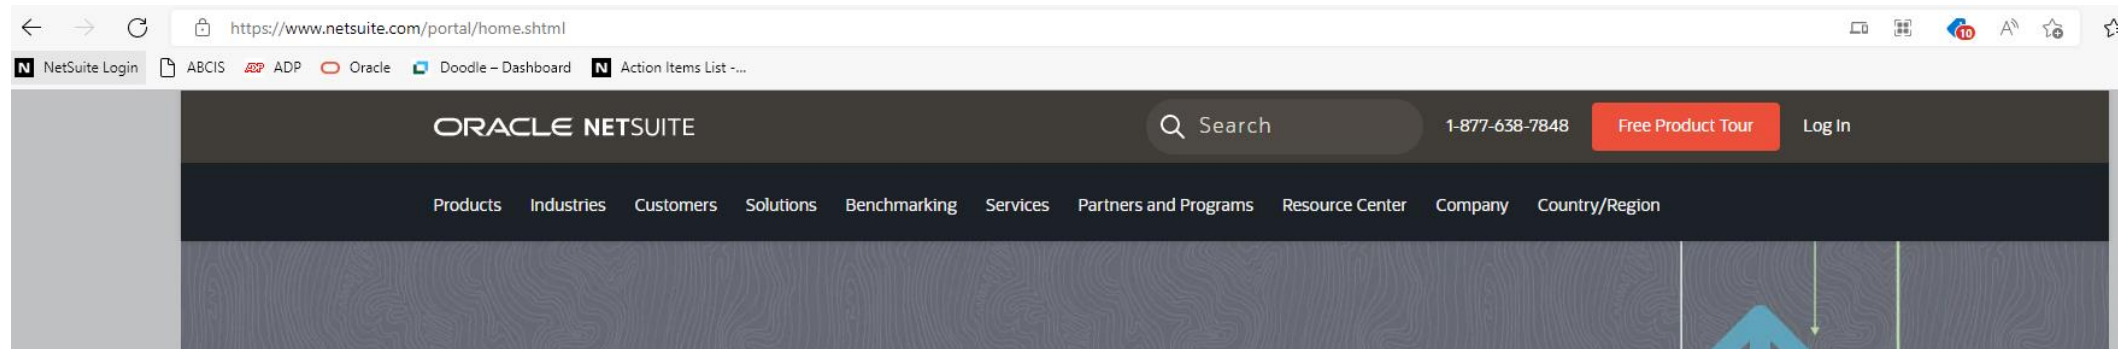 https://www.netsuite.com/portal/home.shtml 10 A
N NetSuite Login ABCIS ADP ADP Oracle Doodle – Dashboard N Action Items List -...
ORACLE NETSUITE Search 1-877-638-7848 Free Product Tour Log In
Products Industries Customers Solutions Benchmarking Services Partners and Programs Resource Center Company Country/Region